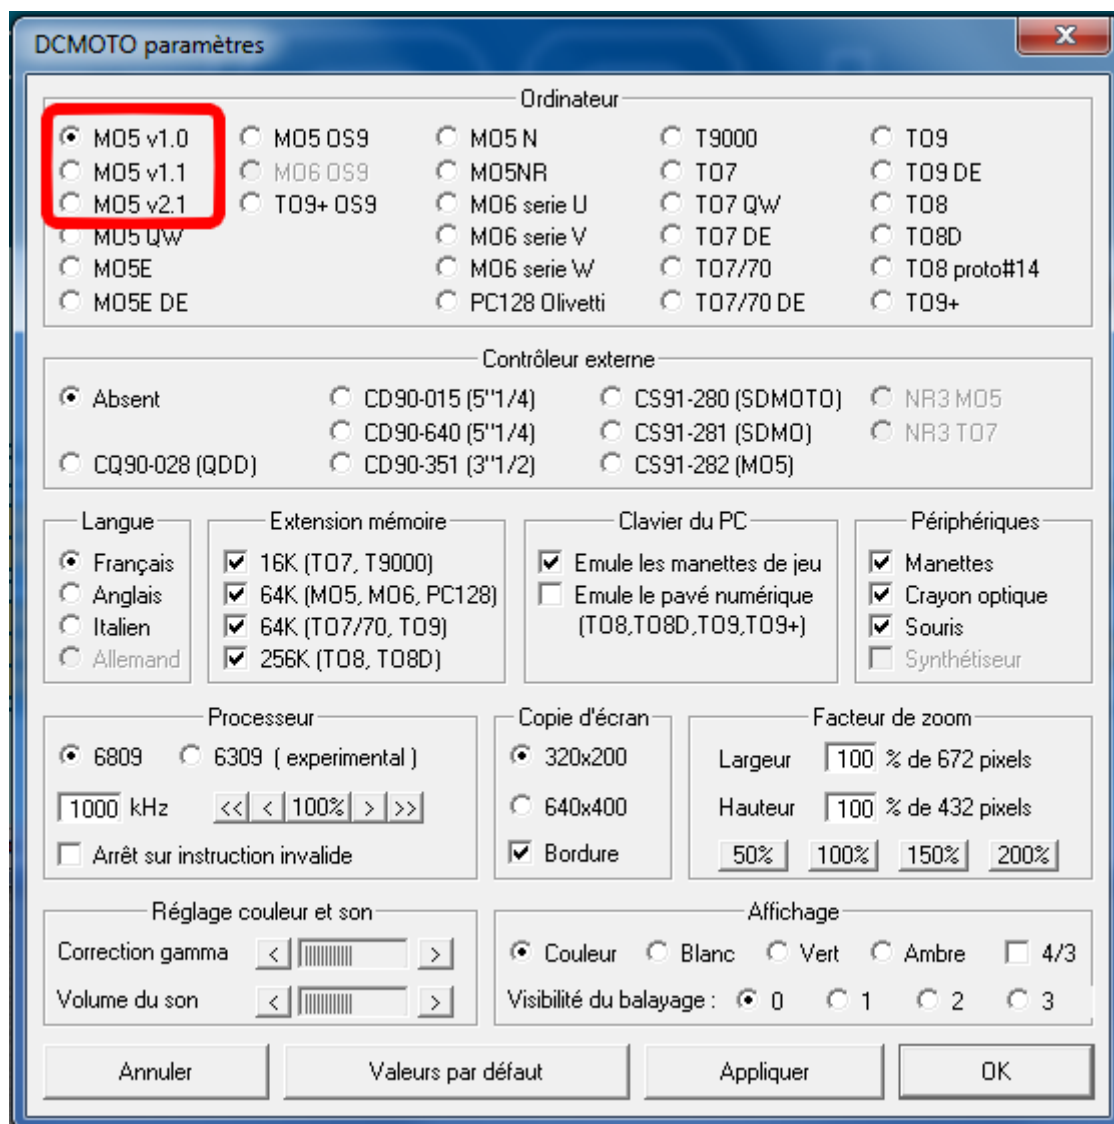 DCMOTO paramètres
Ordinateur
MO5 v1.0 MO5 OS9 MO5 N T9000 TO9
MO5 v1.1 MO6 OS9 MO5NR TO7 TO9 DE
MO5 v2.1 TO9+ OS9 MO6 serie U TO7 QW TO8
MO5 QW MO6 serie V TO7 DE TO8D
MO5E MO6 serie W TO7/70 TO8 proto#14
MO5E DE PC128 Olivetti TO7/70 DE TO9+
Contrôleur externe
Absent CD90-015 (5"1/4) CS91-280 (SDMOTO) NR3 MO5
CD90-640 (5"1/4) CS91-281 (SDMO) NR3 TO7
CQ90-028 (QDD) CD90-351 (3"1/2) CS91-282 (MO5)
Langue Extension mémoire Clavier du PC Périphériques
Français 16K (TO7, T9000) Emule les manettes de jeu Manettes
Anglais 64K (MO5, MO6, PC128) Emule le pavé numérique Crayon optique
Italien 64K (TO7/70, TO9) (TO8,TO8D,TO9,TO9+) Souris
Allemand 256K (TO8, TO8D) Synthétiseur
Processeur Copie d'écran Facteur de zoom
6809 6309 ( experimental ) 320x200 Largeur 100 % de 672 pixels
1000 kHz << < 100% > >> 640x400 Hauteur 100 % de 432 pixels
Arrêt sur instruction invalide Bordure 50% 100% 150% 200%
Réglage couleur et son Affichage
Correction gamma < > Couleur Blanc Vert Ambre 4/3
Volume du son < > Visibilité du balayage : 0 1 2 3
Annuler Valeurs par défaut Appliquer OK